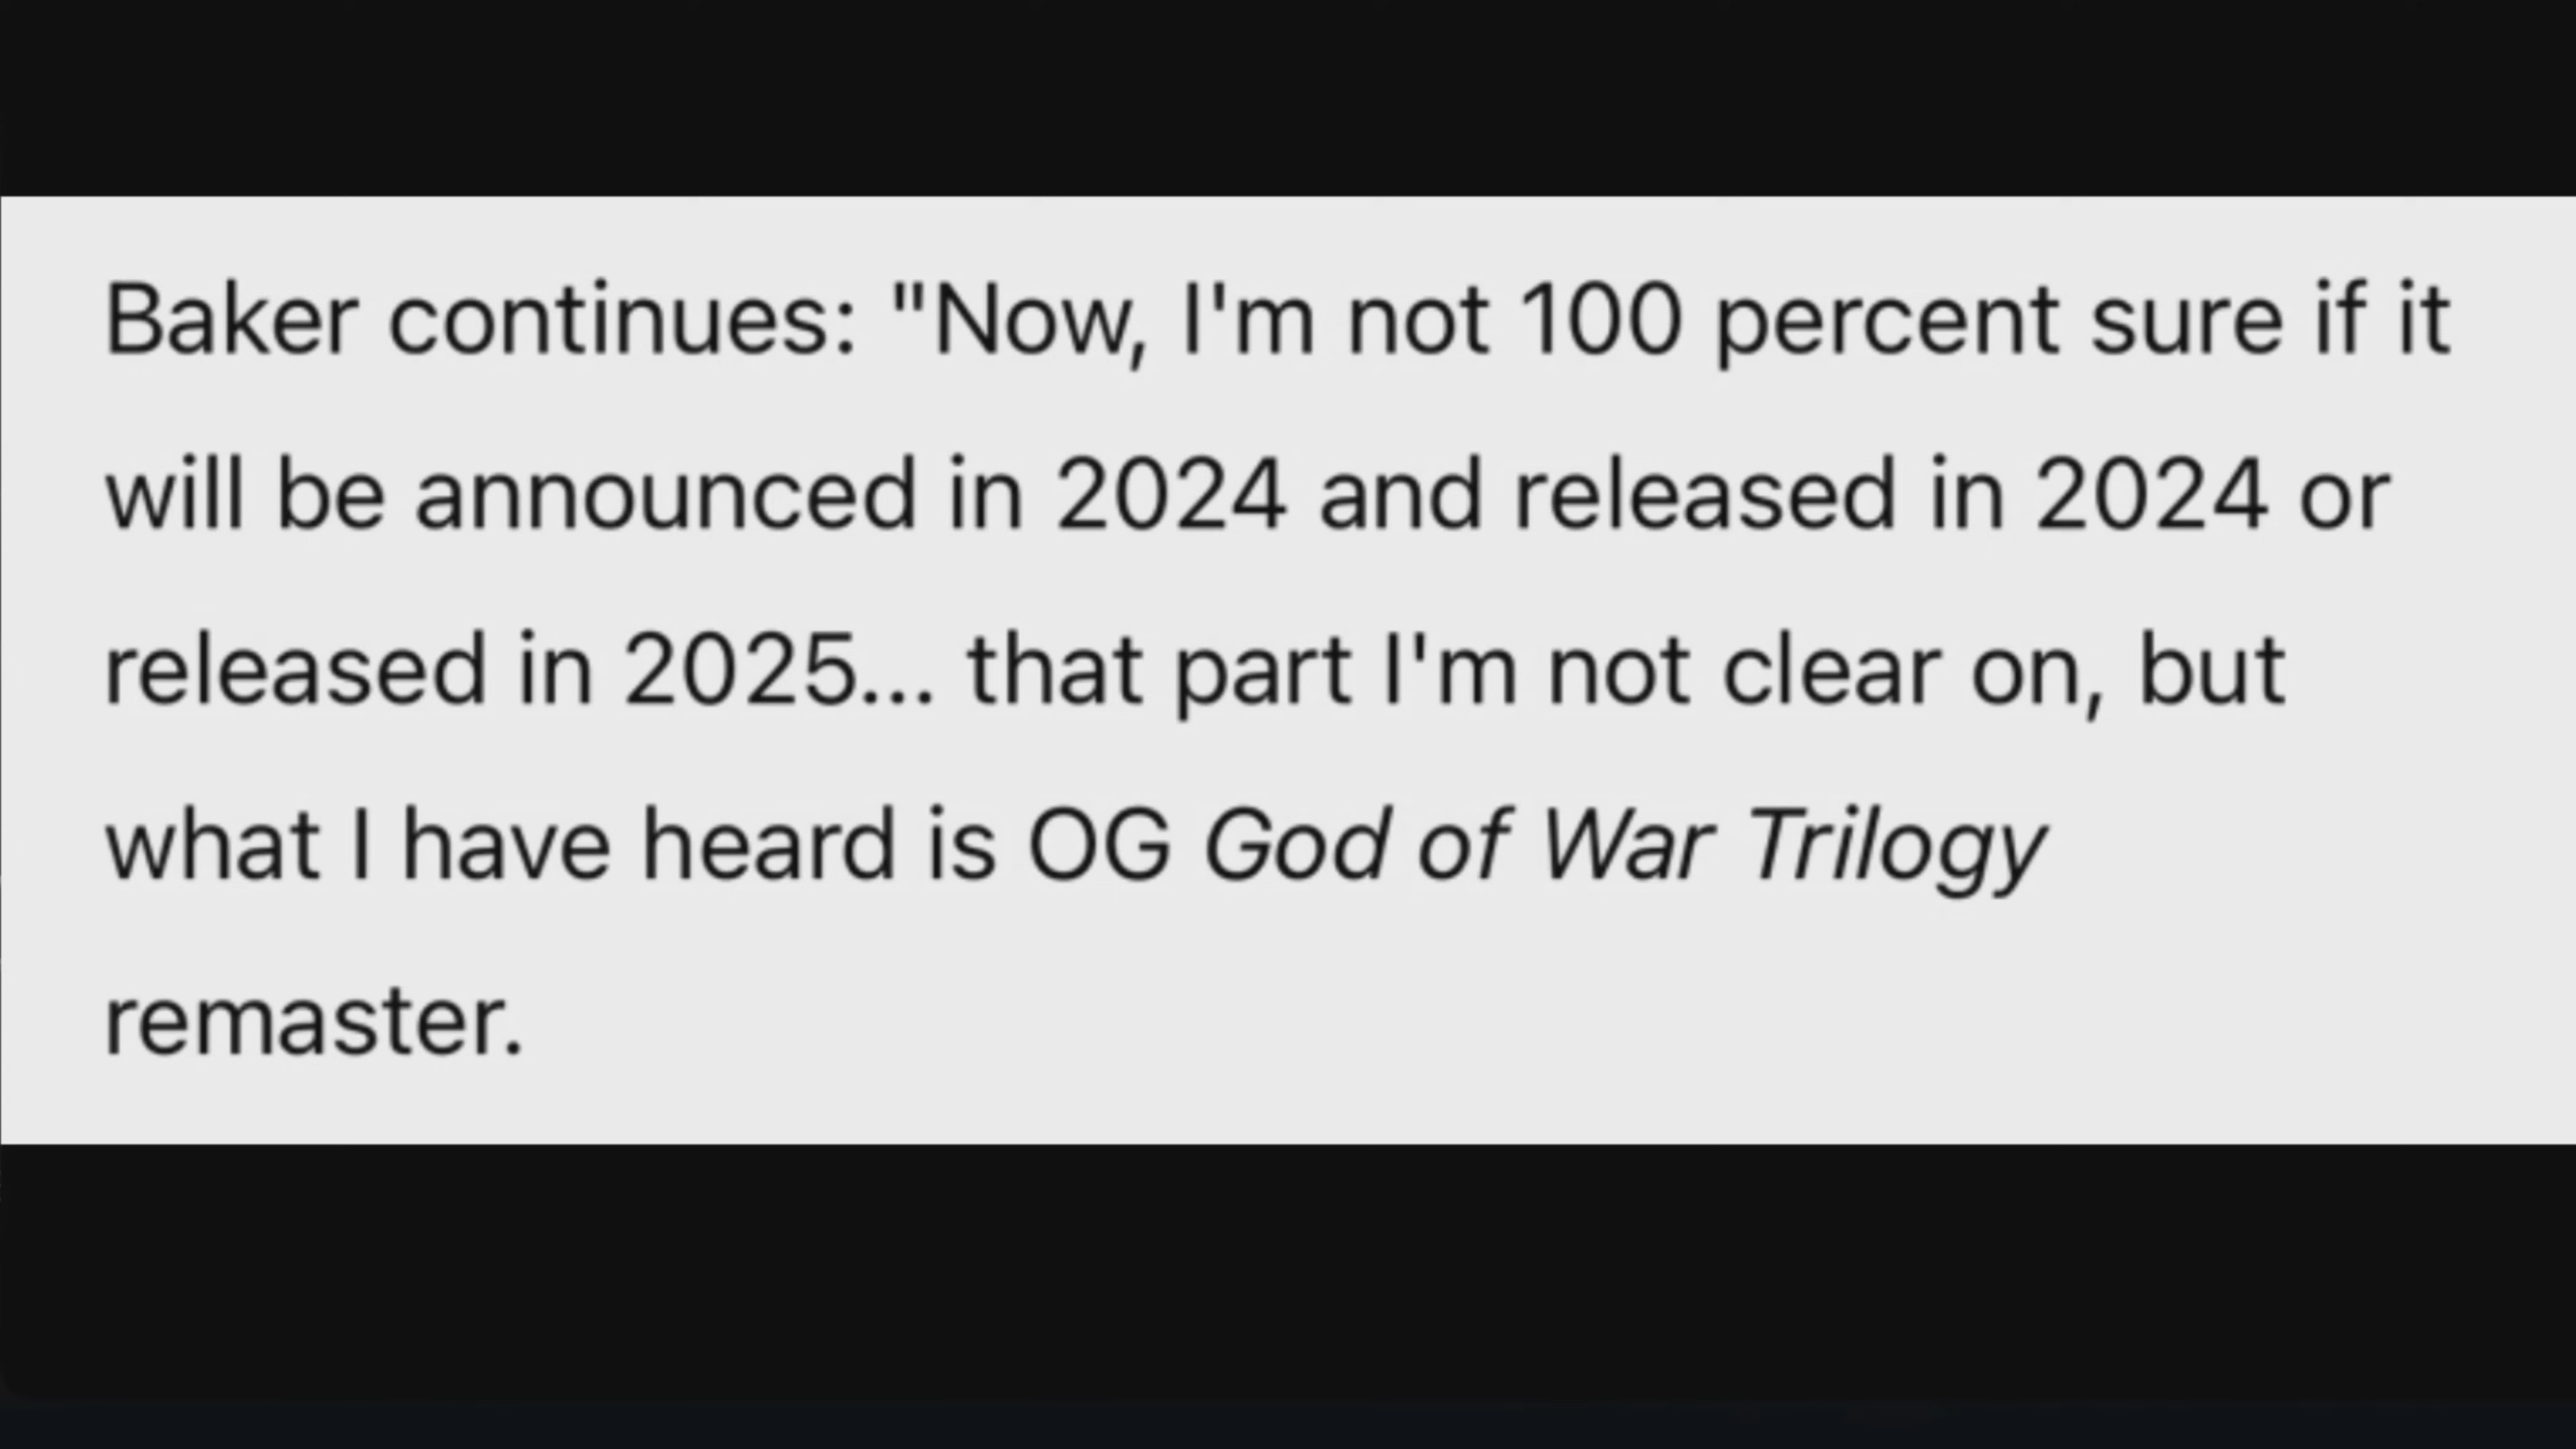 Baker continues: "Now, I'm not 100 percent sure if it
will be announced in 2024 and released in 2024 or
released in 2025... that part I'm not clear on, but
what I have heard is OG God of War Trilogy
remaster.